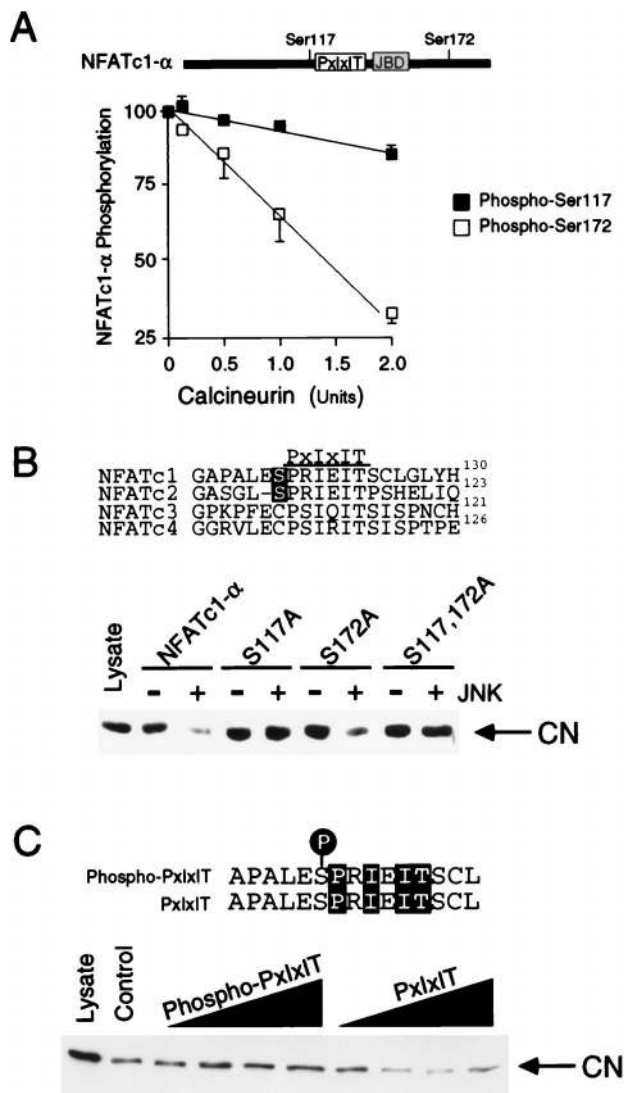 A
Ser117 Ser172
NFATc1-α PxIxIT JBD
NFATc1-α Phosphorylation
100
75
50
25
0 0.5 1.0 1.5 2.0
Calcineurin (Units)
Phospho-Ser117
Phospho-Ser172
B
PxIxIT
NFATc1 GAPALESPRIEITSCLGLYH 130
NFATc2 GASGL-SPRIEITPSHELIQ 123
NFATc3 GPKPFECPSIQITSISPNCH 121
NFATc4 GGRVLECPSIRITSISPTPE 126
Lysate NFATc1-α S117A S172A S117,172A
- + - + - + - + JNK
CN
C
P
Phospho-PxIxIT APALESPRIEITSCL
PxIxIT APALESPRIEITSCL
Lysate Control Phospho-PxIxIT PxIxIT
CN